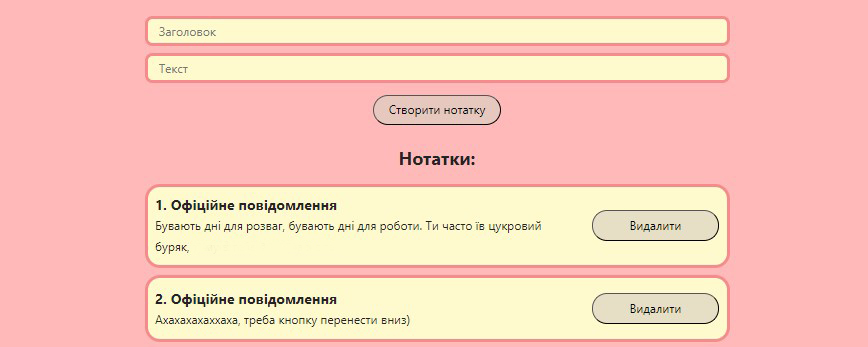 Заголовок
Текст
Створити нотатку
Нотатки:
1. Офіційне повідомлення
Бувають дні для розваг, бувають дні для роботи. Ти часто їв цукровий
буряк,
Видалити
2. Офіційне повідомлення
Ахахахахаххаха, треба кнопку перенести вниз)
Видалити